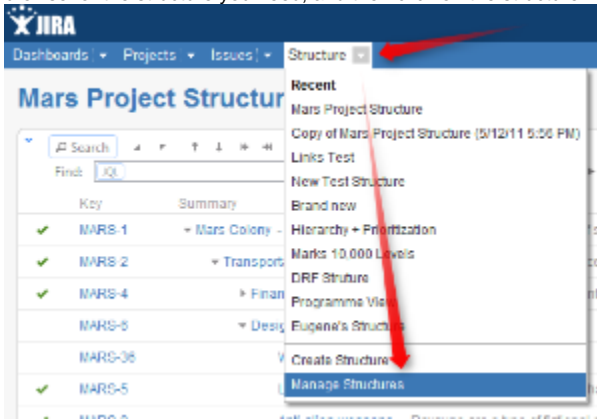 JIRA
Dashboards Projects Issues Structure
Mars Project Structur
Recent
Mars Project Structure
Copy of Mars Project Structure (5/12/11 5:56 PM)
Links Test
New Test Structure
Brand new
Hierarchy + Prioritization
Marks 10,000 Levels
DRF Struture
Programme View
Eugene's Structure
Create Structure
Manage Structures
Search
Find: JQL
Key Summary
MARS-1 Mars Colony -
MARS-2 Transports
MARS-4 Finan
MARS-6 Desig
MARS-36
MARS-5